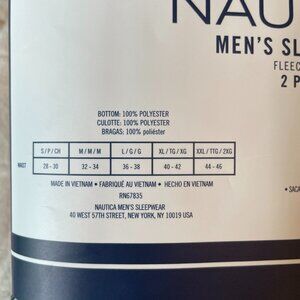 NAU
MEN'S SL
FLEEC
2 P
BOTTOM: 100% POLYESTER
CULOTTE: 100% POLYESTER
BRAGAS: 100% poliéster
S / P / CH M / M / M L / G / G XL / TG / XG XXL / TTG / 2XG
WAIST 28 - 30 32 - 34 36 - 38 40 - 42 44 - 46
MADE IN VIETNAM • FABRIQUÉ AU VIETNAM • HECHO EN VIETNAM
RN67835
• SACA
NAUTICA MEN'S SLEEPWEAR
40 WEST 57TH STREET, NEW YORK, NY 10019 USA